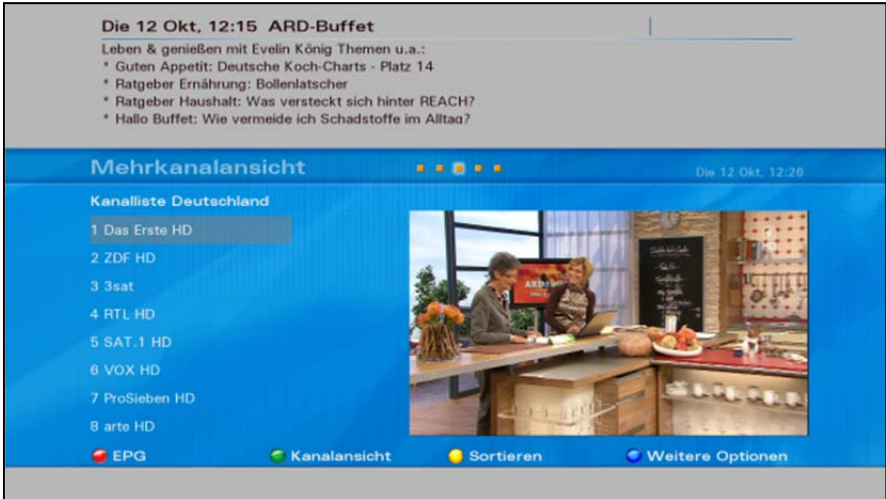 Die 12 Okt, 12:15 ARD-Buffet
Leben & genießen mit Evelin König Themen u.a.:
* Guten Appetit: Deutsche Koch-Charts - Platz 14
* Ratgeber Ernährung: Bollenlatscher
* Ratgeber Haushalt: Was versteckt sich hinter REACH?
* Hallo Buffet: Wie vermeide ich Schadstoffe im Alltag?
Mehrkanalansicht
Die 12 Okt, 12:26
Kanalliste Deutschland
1 Das Erste HD
2 ZDF HD
3 3sat
4 RTL HD
5 SAT.1 HD
6 VOX HD
7 ProSieben HD
8 arte HD
EPG
Kanalansicht
Sortieren
Weitere Optionen